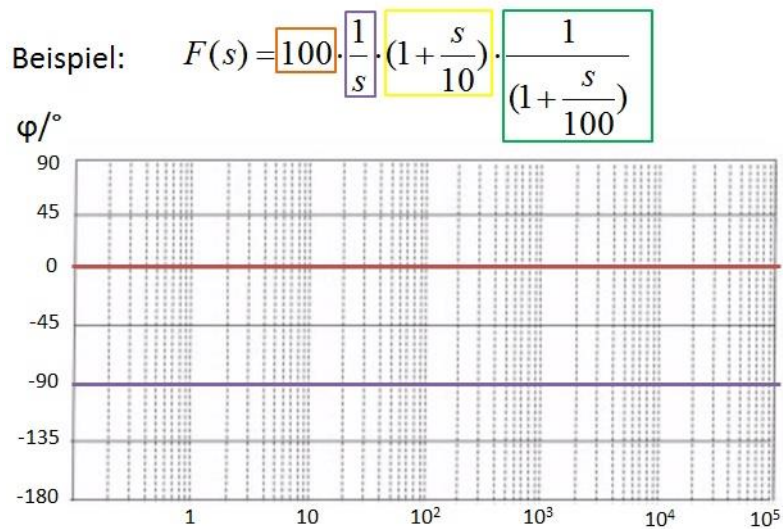 Beispiel: F(s) = 100 · 1/s · (1 + s/10) · 1/(1 + s/100)
φ/°
90
45
0
-45
-90
-135
-180
1 10 10² 10³ 10⁴ 10⁵